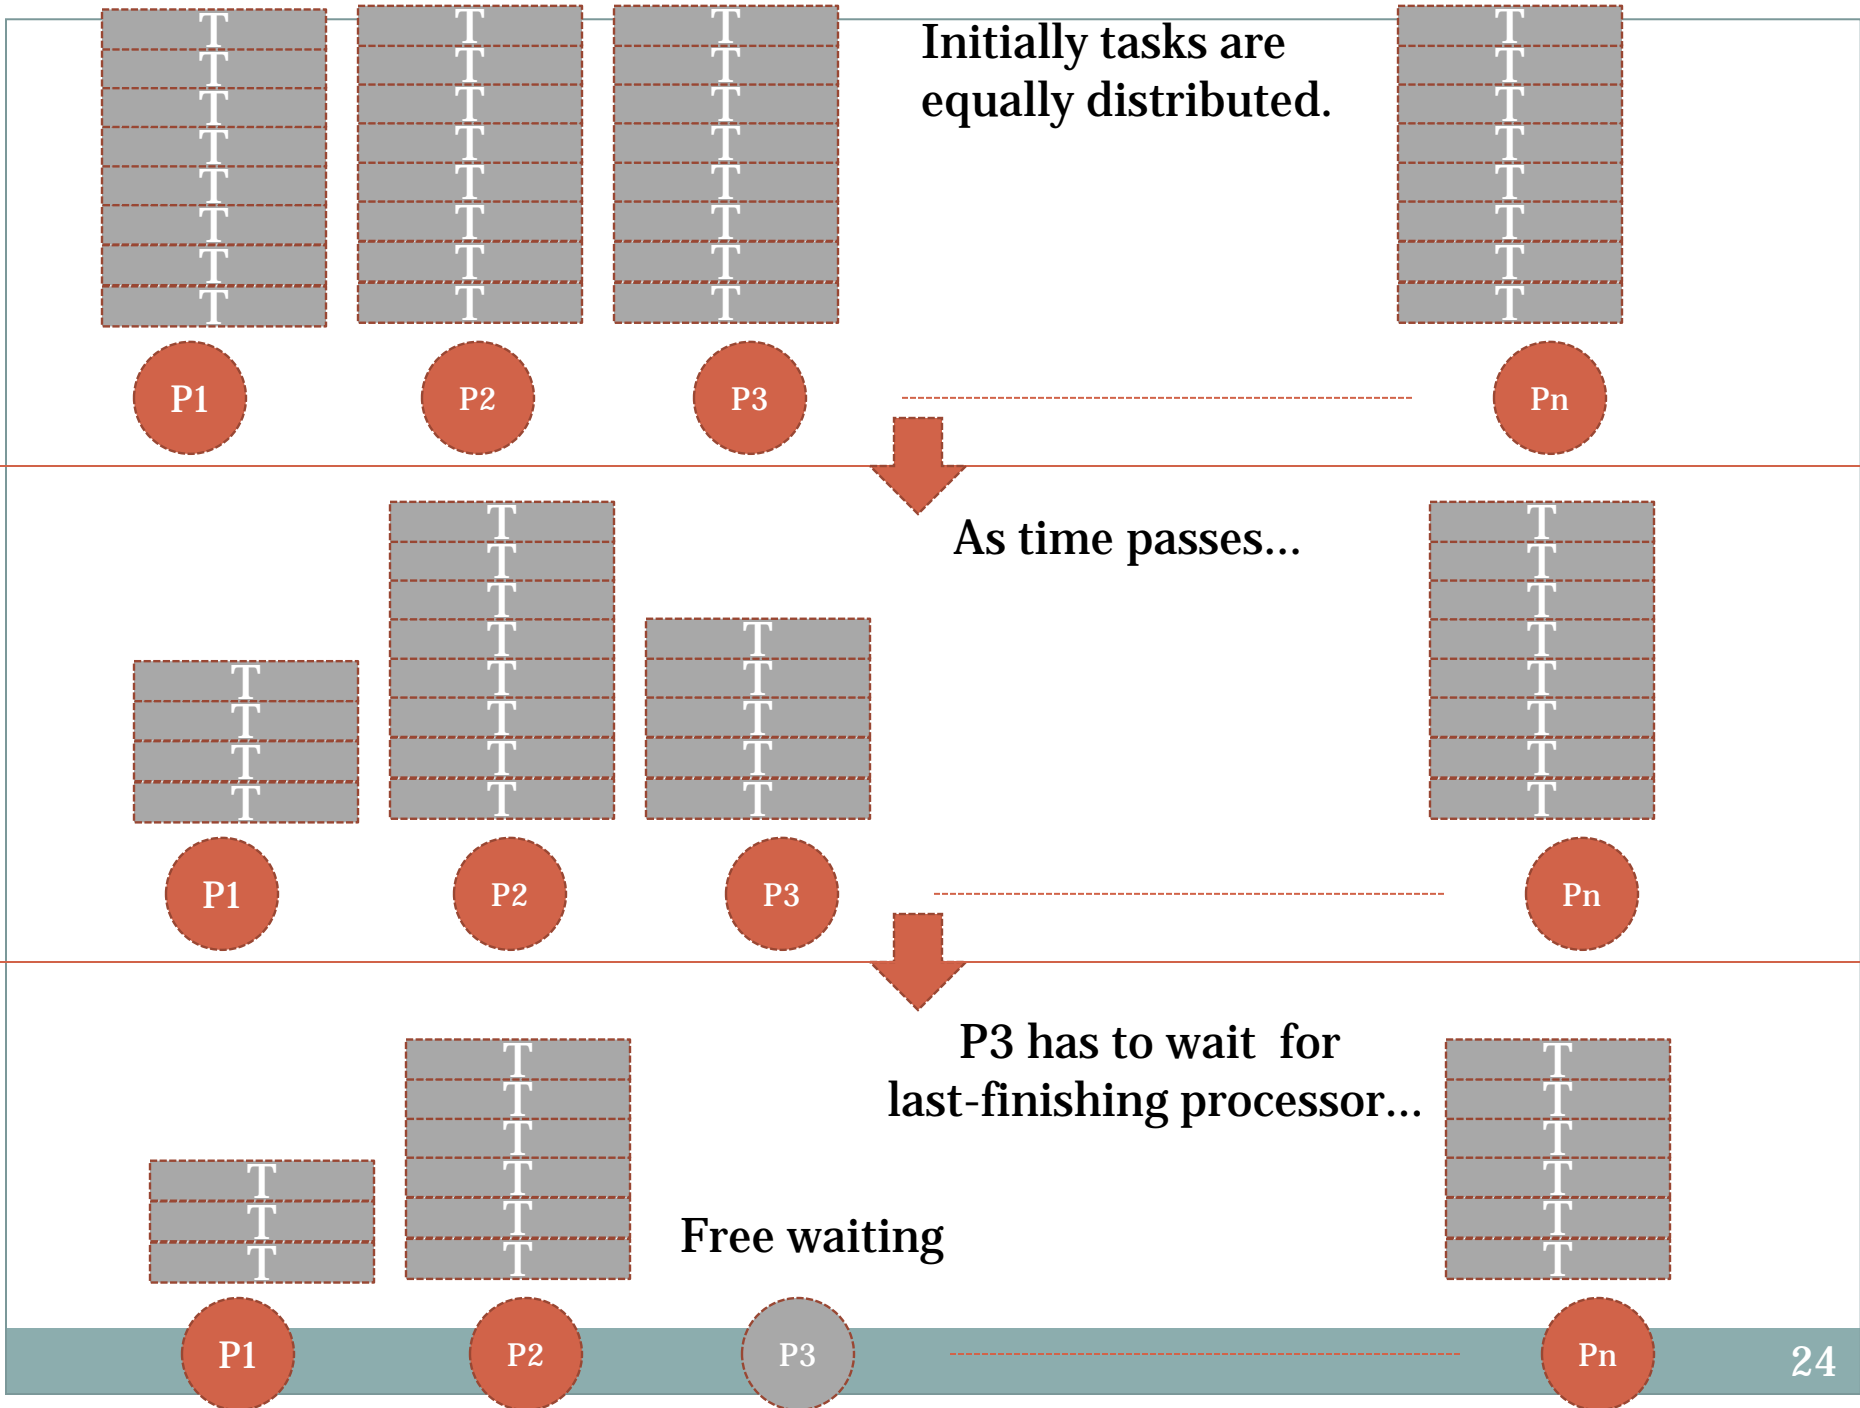 T T T T
T T T T
T T T T
T T T T
T T T T
T T T T
T T T T
T T T T
Initially tasks are
equally distributed.
P1 P2 P3 Pn
As time passes...
T T
T T
T T
T T T
T T T T
T T T T
T T T T
T T T T
P1 P2 P3 Pn
P3 has to wait for
last-finishing processor...
T T
T T
T T
T T T
T T T
T T T
Free waiting
P1 P2 P3 Pn
24